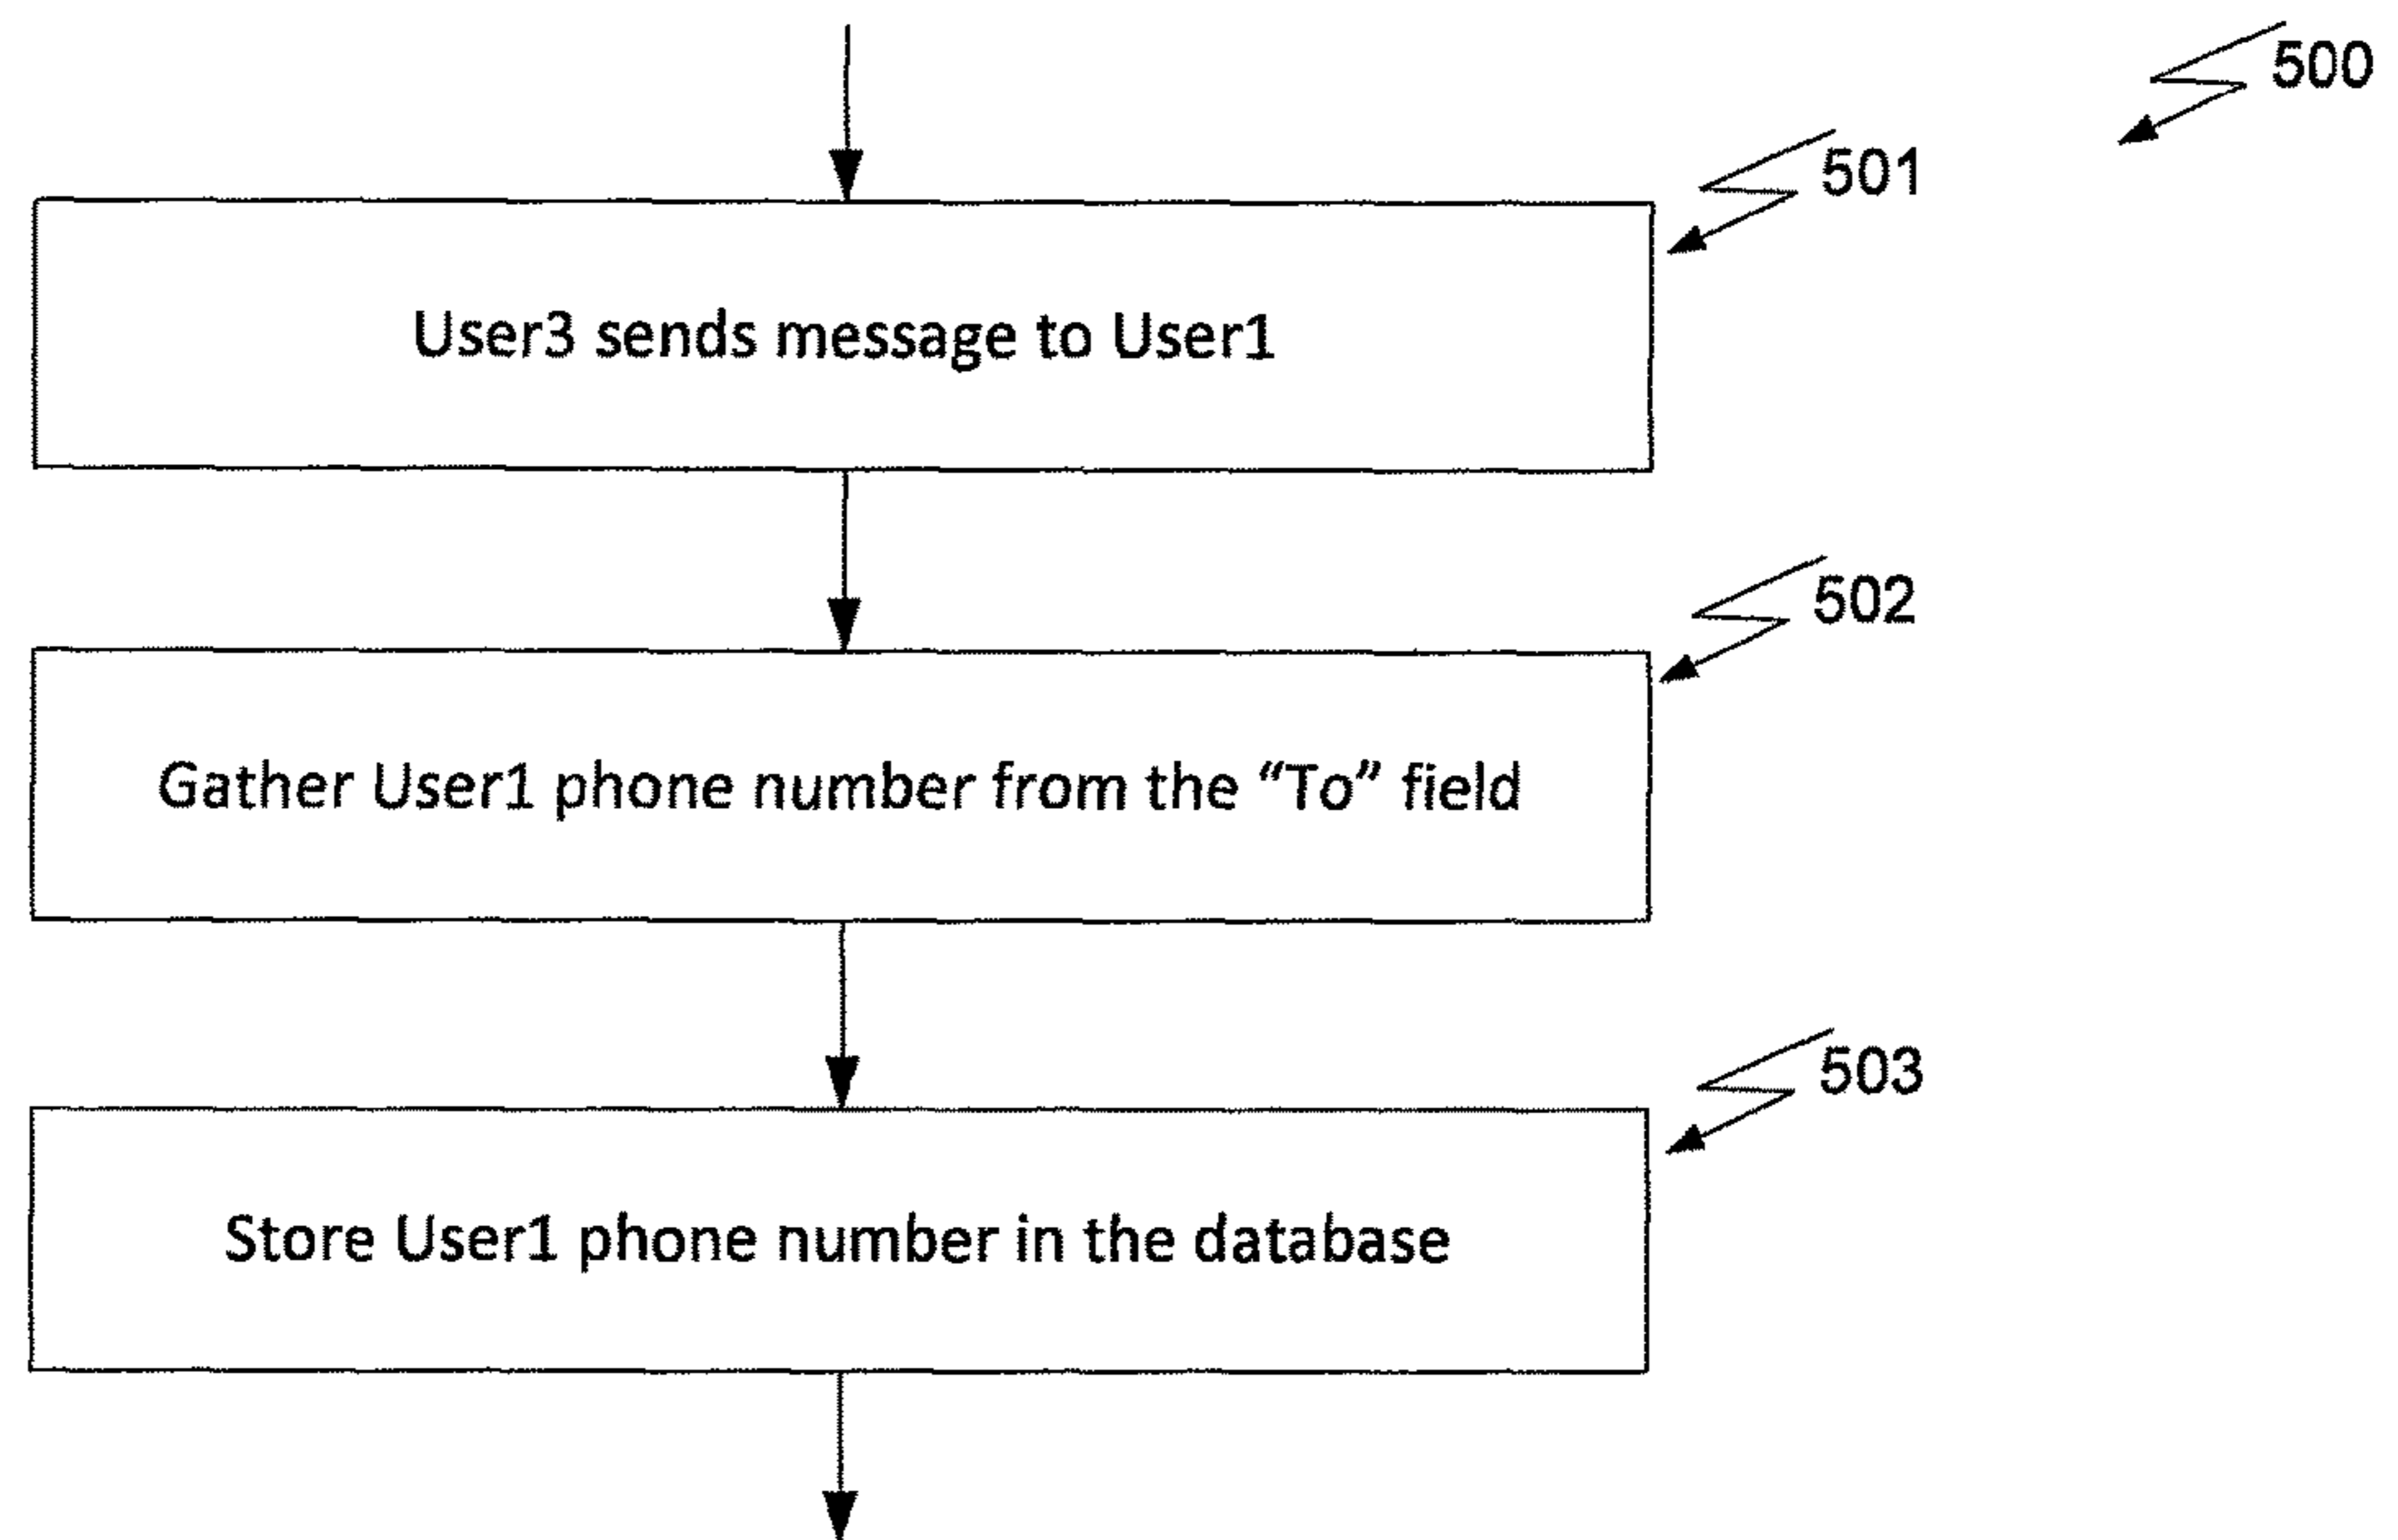 500
501
User3 sends message to User1
502
Gather User1 phone number from the “To” field
503
Store User1 phone number in the database